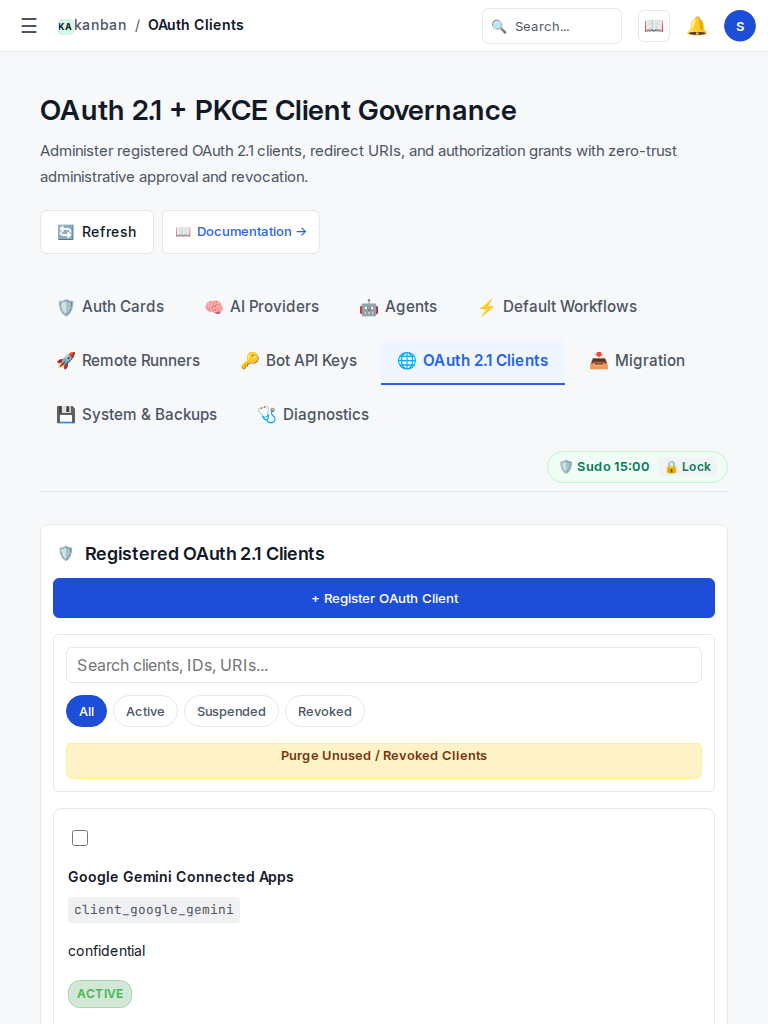 ☰ KA kanban / OAuth Clients 🔍 Search... 📖 🔔 S
OAuth 2.1 + PKCE Client Governance
Administer registered OAuth 2.1 clients, redirect URIs, and authorization grants with zero-trust
administrative approval and revocation.
🔄 Refresh 📖 Documentation →
🛡️ Auth Cards 🧠 AI Providers 🤖 Agents ⚡ Default Workflows
🚀 Remote Runners 🔑 Bot API Keys 🌐 OAuth 2.1 Clients 📥 Migration
💾 System & Backups 🩺 Diagnostics
🛡️ Sudo 15:00 🔒 Lock
🛡️ Registered OAuth 2.1 Clients
+ Register OAuth Client
Search clients, IDs, URIs...
All Active Suspended Revoked
Purge Unused / Revoked Clients
Google Gemini Connected Apps
client_google_gemini
confidential
ACTIVE